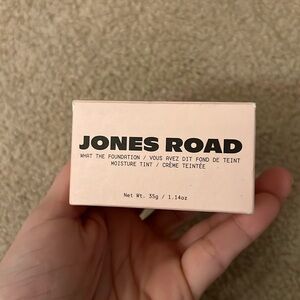 JONES ROAD
WHAT THE FOUNDATION / VOUS AVEZ DIT FOND DE TEINT
MOISTURE TINT / CRÈME TEINTÉE
Net Wt. 35g / 1.14oz